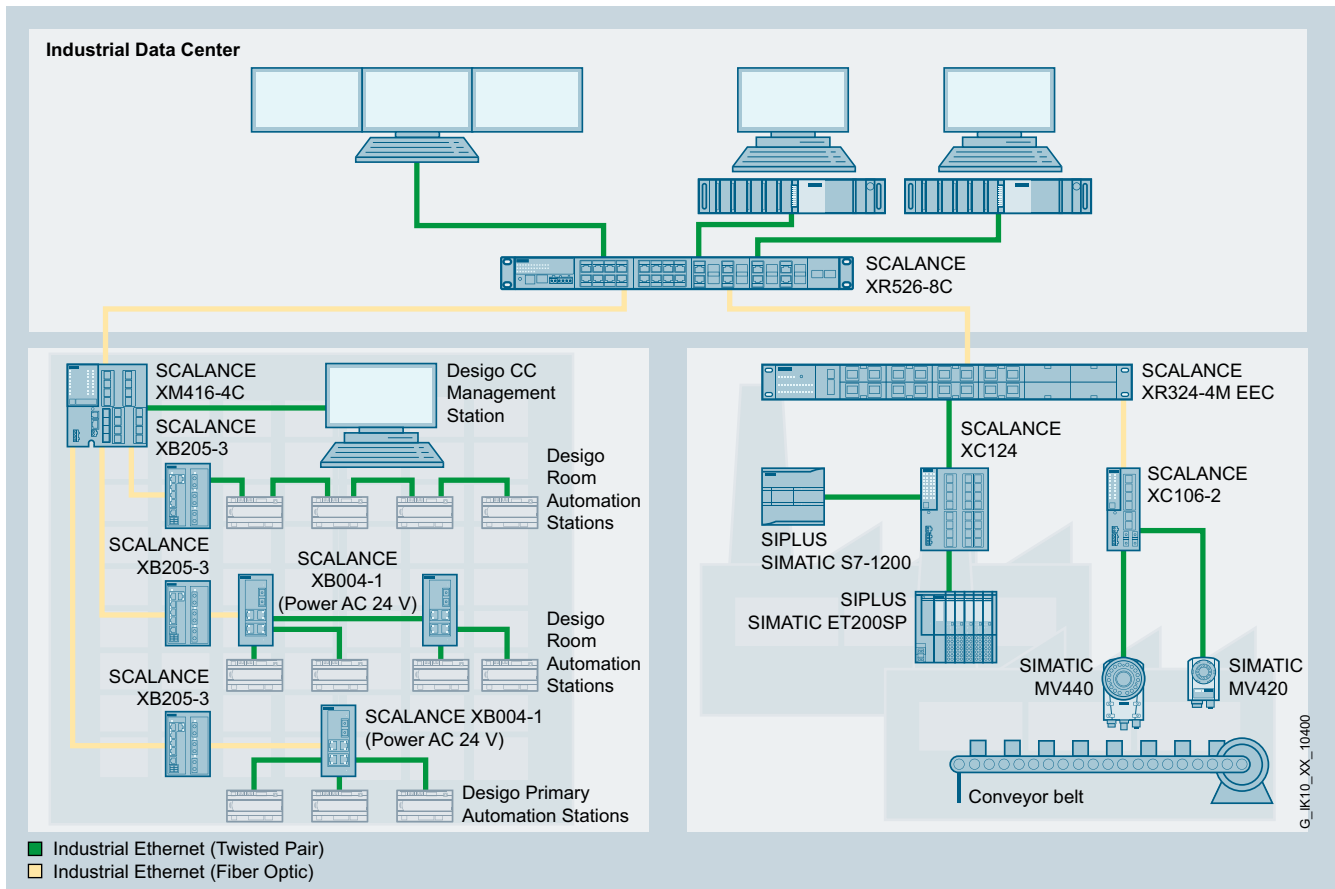 Industrial Data Center
SCALANCE
XR526-8C
SCALANCE
XM416-4C
Desigo CC
Management
Station
SCALANCE
XB205-3
Desigo
Room
Automation
Stations
SCALANCE
XB205-3
SCALANCE
XB004-1
(Power AC 24 V)
Desigo
Room
Automation
Stations
SCALANCE
XB205-3
SCALANCE XB004-1
(Power AC 24 V)
Desigo Primary
Automation Stations
SCALANCE
XR324-4M EEC
SCALANCE
XC124
SCALANCE
XC106-2
SIPLUS
SIMATIC S7-1200
SIPLUS
SIMATIC ET200SP
SIMATIC
MV440
SIMATIC
MV420
Conveyor belt
G_IK10_XX_10400
Industrial Ethernet (Twisted Pair)
Industrial Ethernet (Fiber Optic)